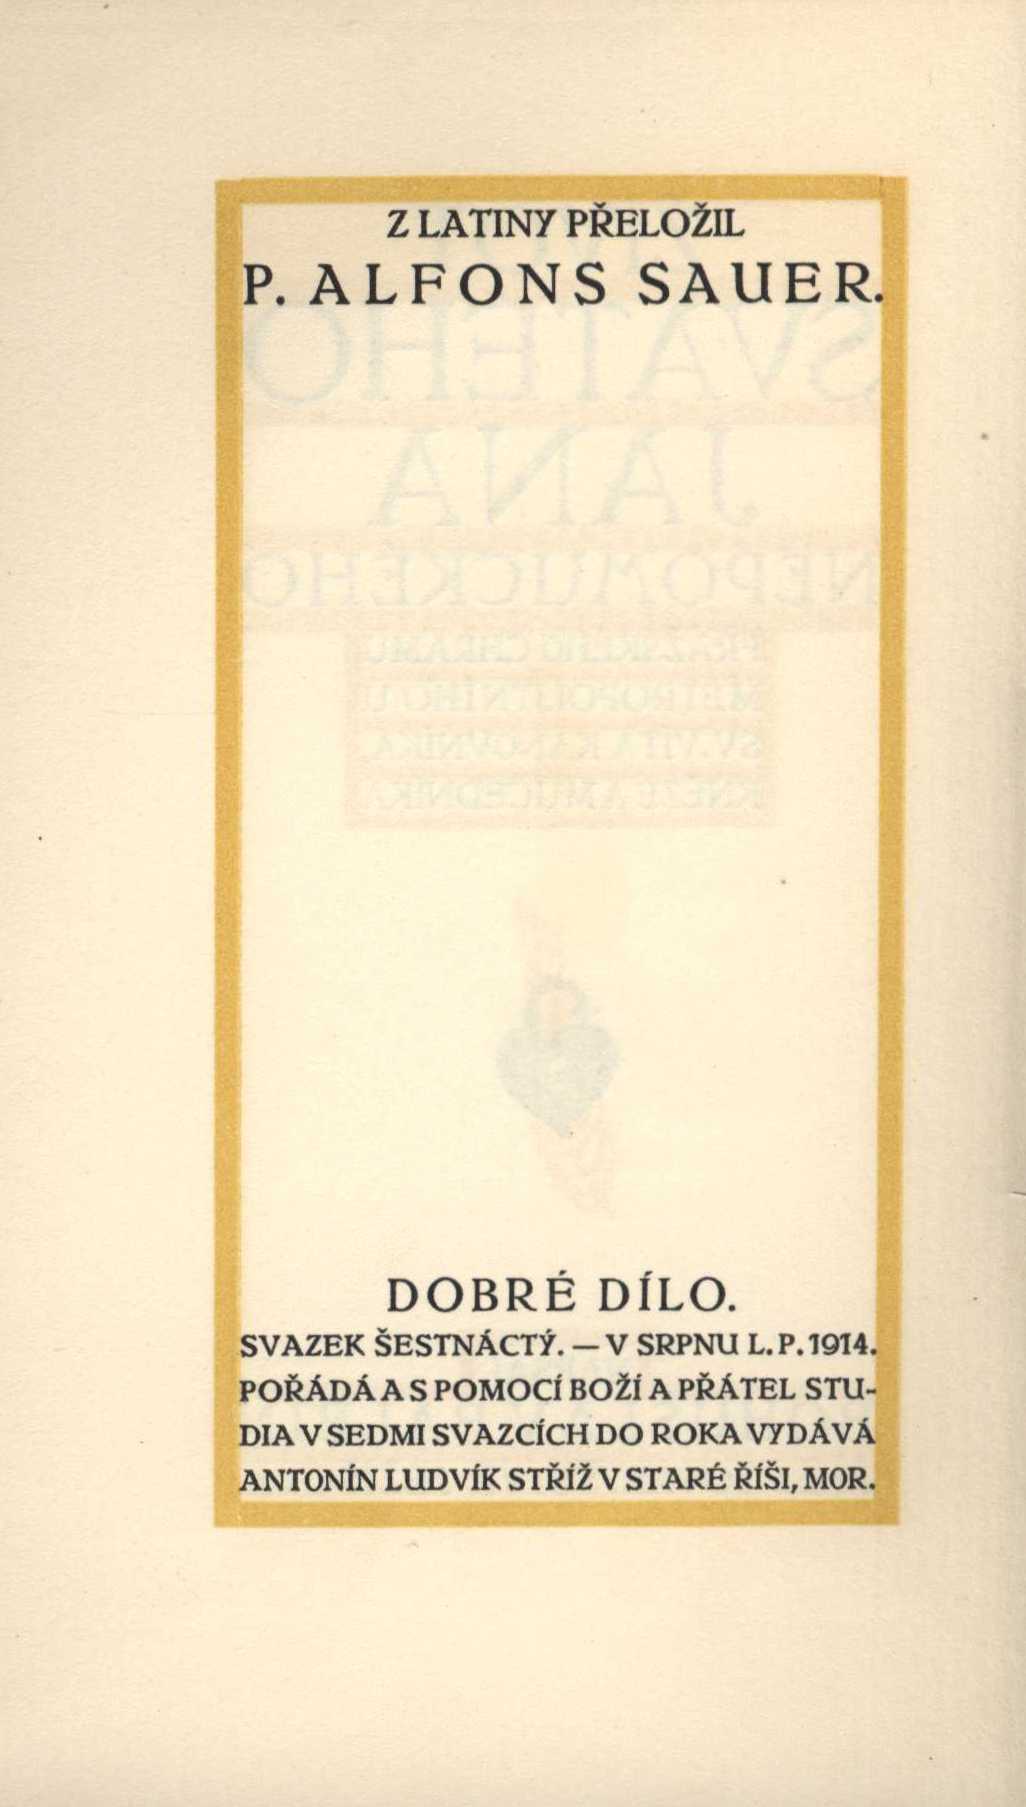 Z LATINY PŘELOŽIL
P. ALFONS SAUER.
DOBRÉ DÍLO.
SVAZEK ŠESTNÁCTÝ. — V SRPNU L. P. 1914.
POŘÁDÁ A S POMOCÍ BOŽÍ A PŘÁTEL STU-
DIA V SEDMI SVAZCÍCH DO ROKA VYDÁVÁ
ANTONÍN LUDVÍK STŘÍŽ V STARÉ ŘÍŠI, MOR.